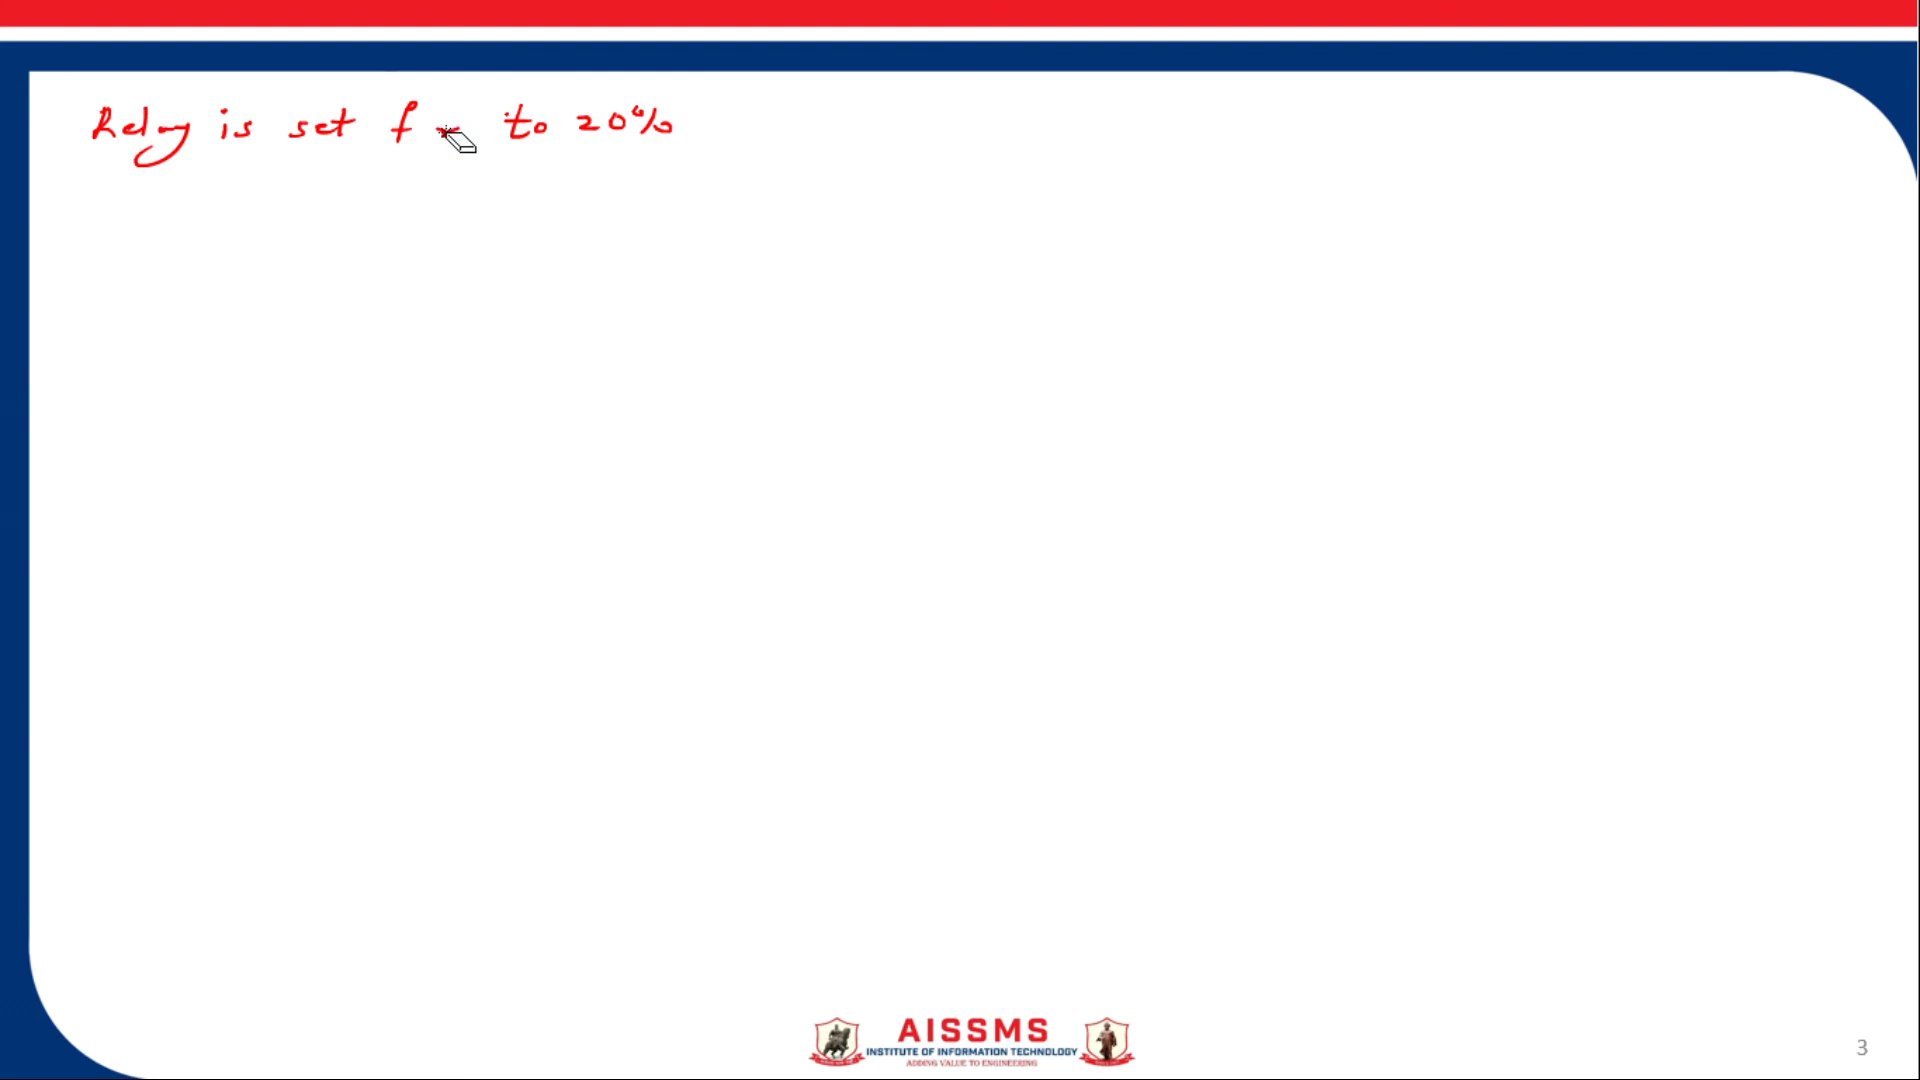 Relay is set f to 20%
AISSMS
INSTITUTE OF INFORMATION TECHNOLOGY
ADDING VALUE TO ENGINEERING
3